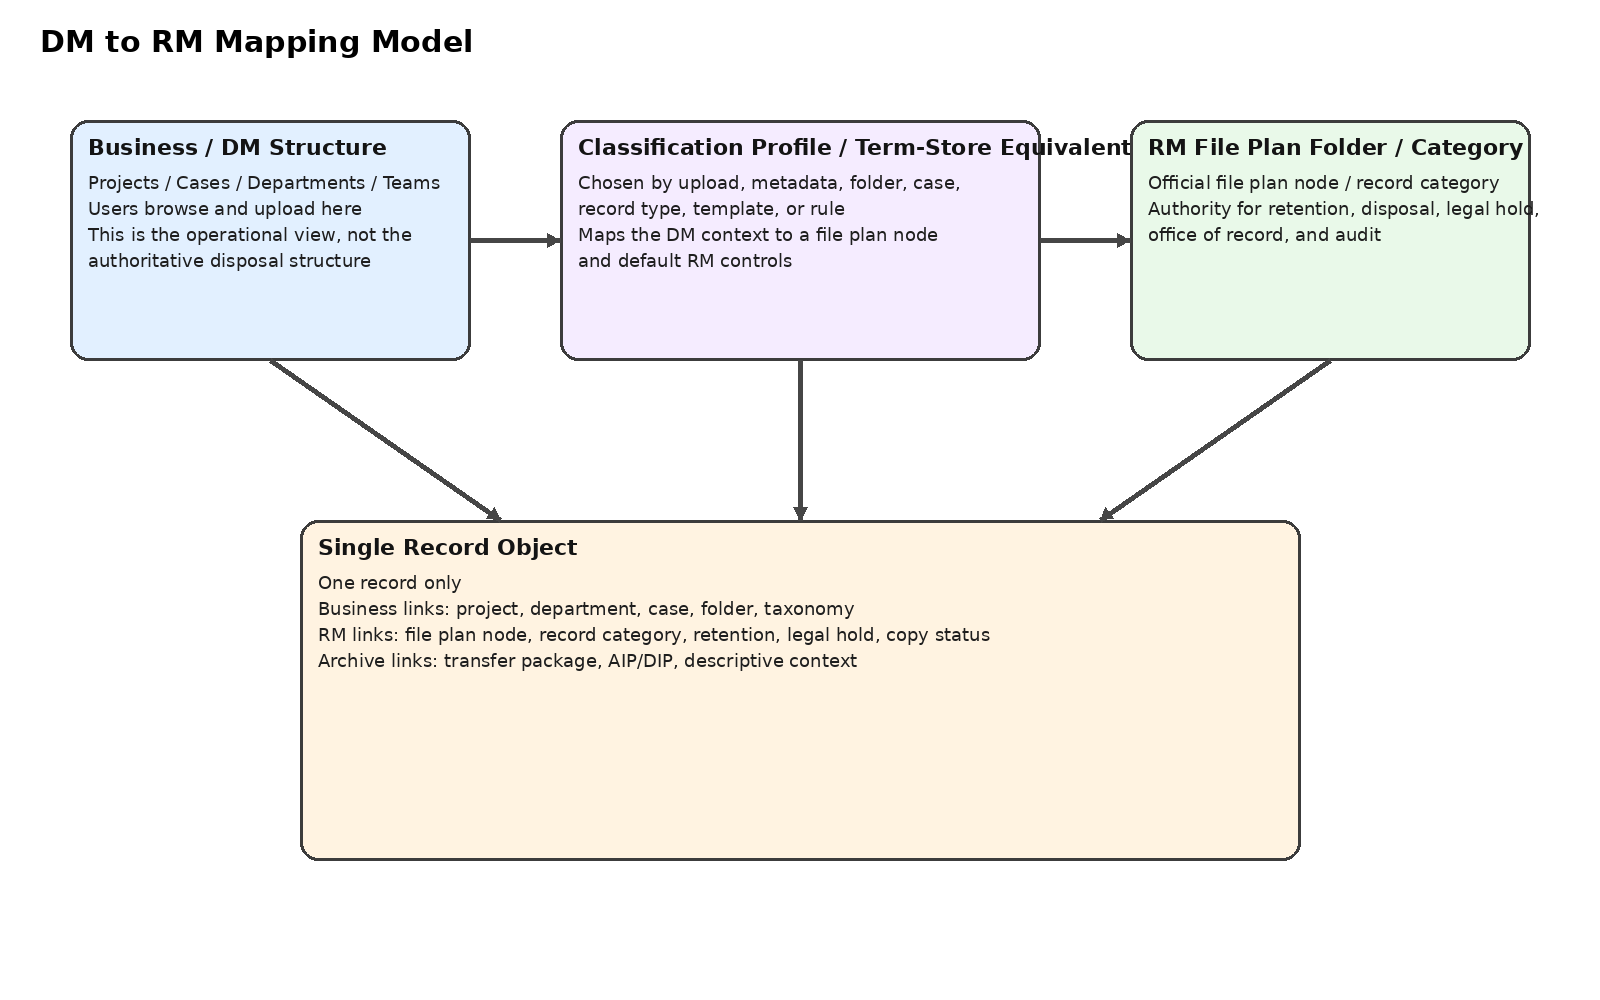 DM to RM Mapping Model
Business / DM Structure
Projects / Cases / Departments / Teams
Users browse and upload here
This is the operational view, not the
authoritative disposal structure
Classification Profile / Term-Store Equivalent
Chosen by upload, metadata, folder, case,
record type, template, or rule
Maps the DM context to a file plan node
and default RM controls
RM File Plan Folder / Category
Official file plan node / record category
Authority for retention, disposal, legal hold,
office of record, and audit
Single Record Object
One record only
Business links: project, department, case, folder, taxonomy
RM links: file plan node, record category, retention, legal hold, copy status
Archive links: transfer package, AIP/DIP, descriptive context